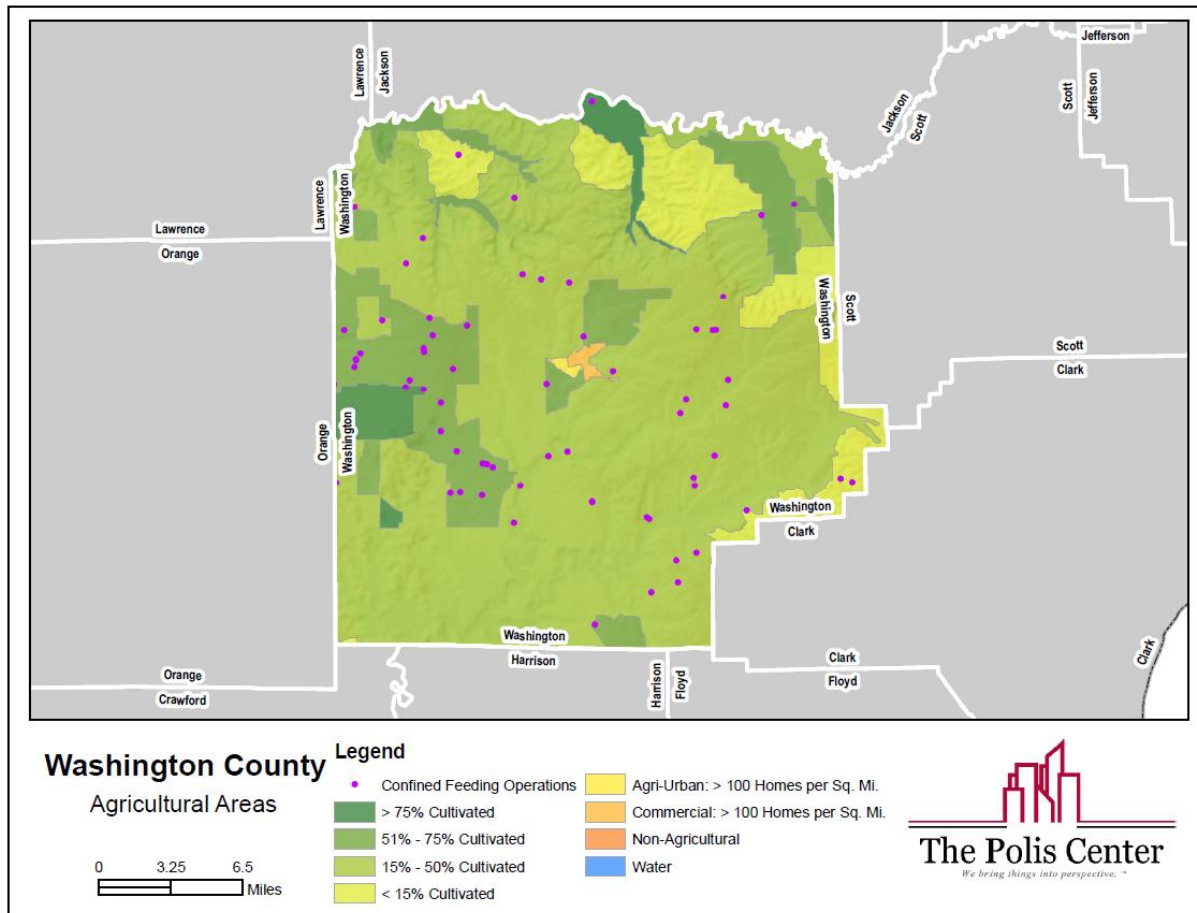 Jefferson
Lawrence
Jackson
Scott
Jefferson
Jackson
Scott
Lawrence
Washington
Lawrence
Orange
Washington
Scott
Scott
Clark
Orange
Washington
Washington
Clark
Washington
Harrison
Harrison
Floyd
Clark
Floyd
Clark
Orange
Crawford
Washington County
Agricultural Areas
0 3.25 6.5
Miles
Legend
Confined Feeding Operations
> 75% Cultivated
51% - 75% Cultivated
15% - 50% Cultivated
< 15% Cultivated
Agri-Urban: > 100 Homes per Sq. Mi.
Commercial: > 100 Homes per Sq. Mi.
Non-Agricultural
Water
The Polis Center
We bring things into perspective. ™